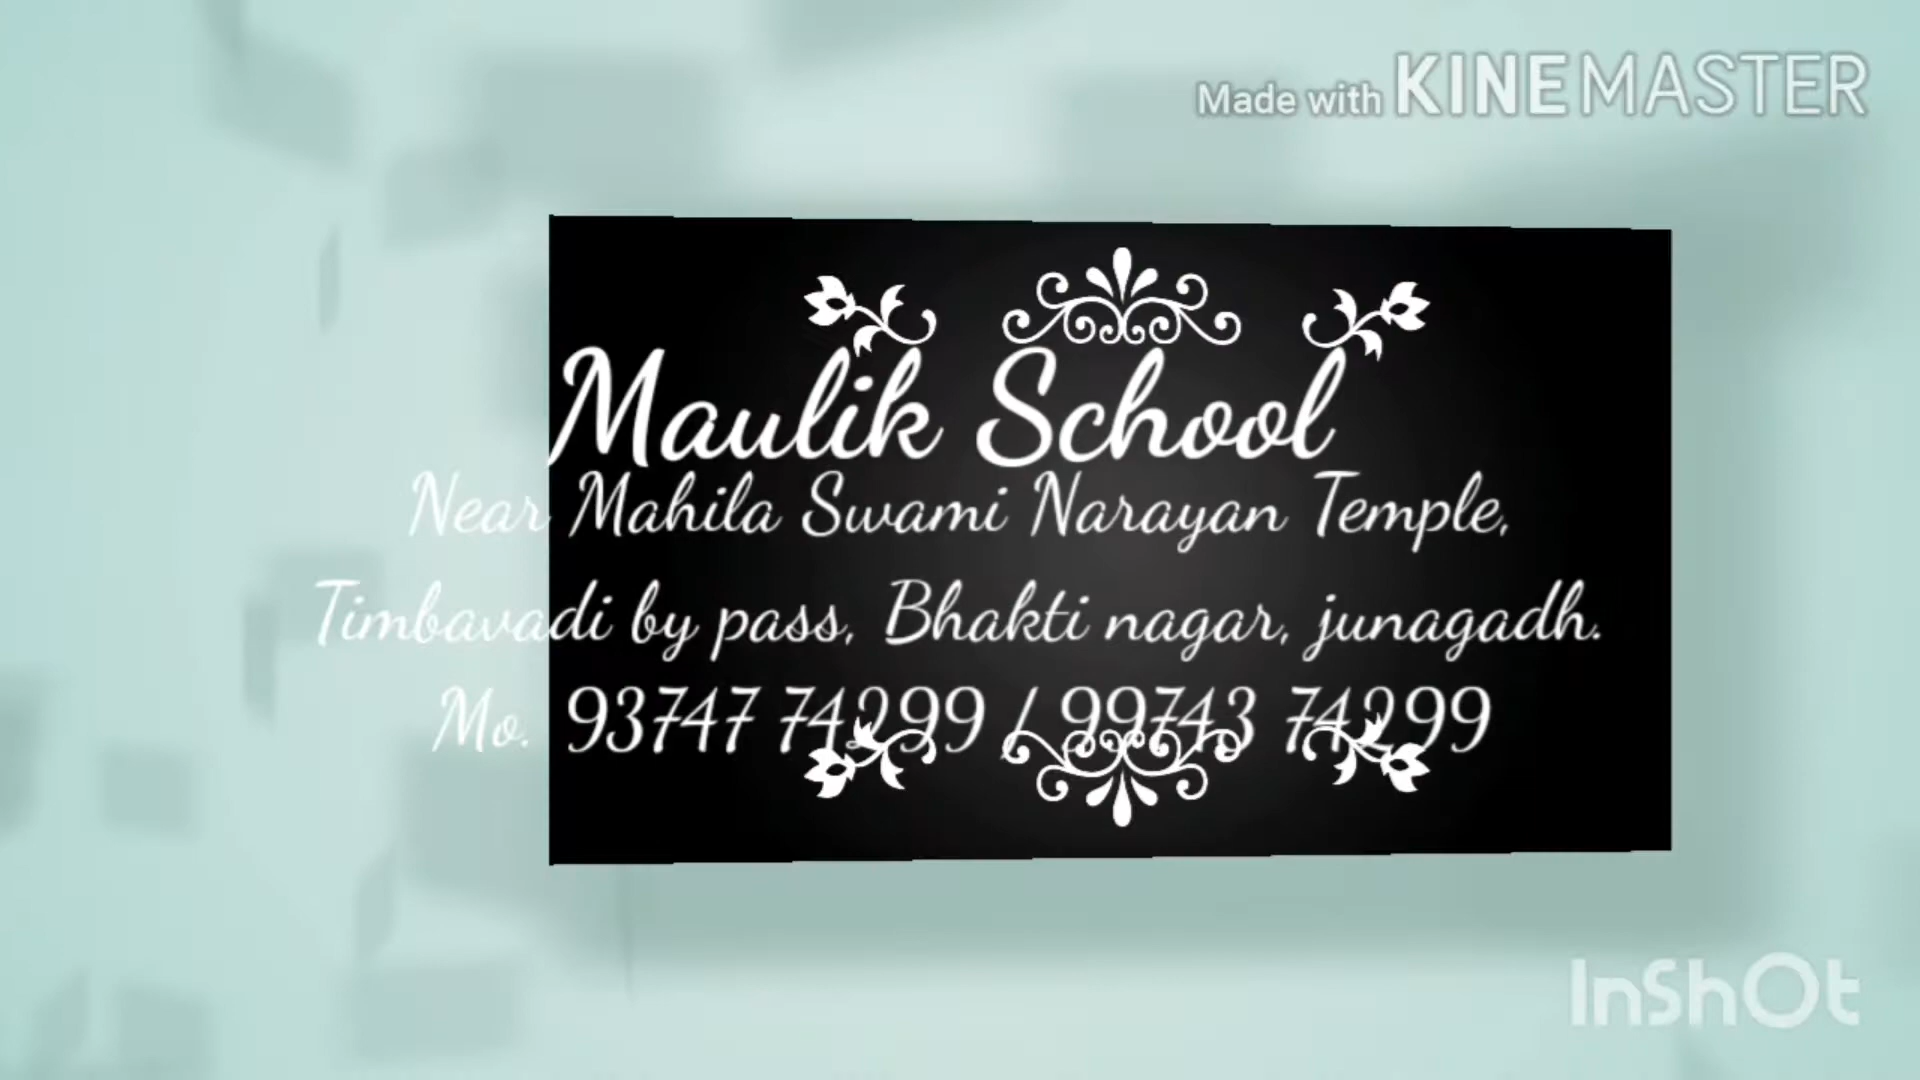 Made with KINEMASTER
Maulik School
Near Mahila Swami Narayan Temple,
Timbavadi by pass, Bhakti nagar, junagadh.
Mo. 93747 74299 / 99743 74299
InShOt